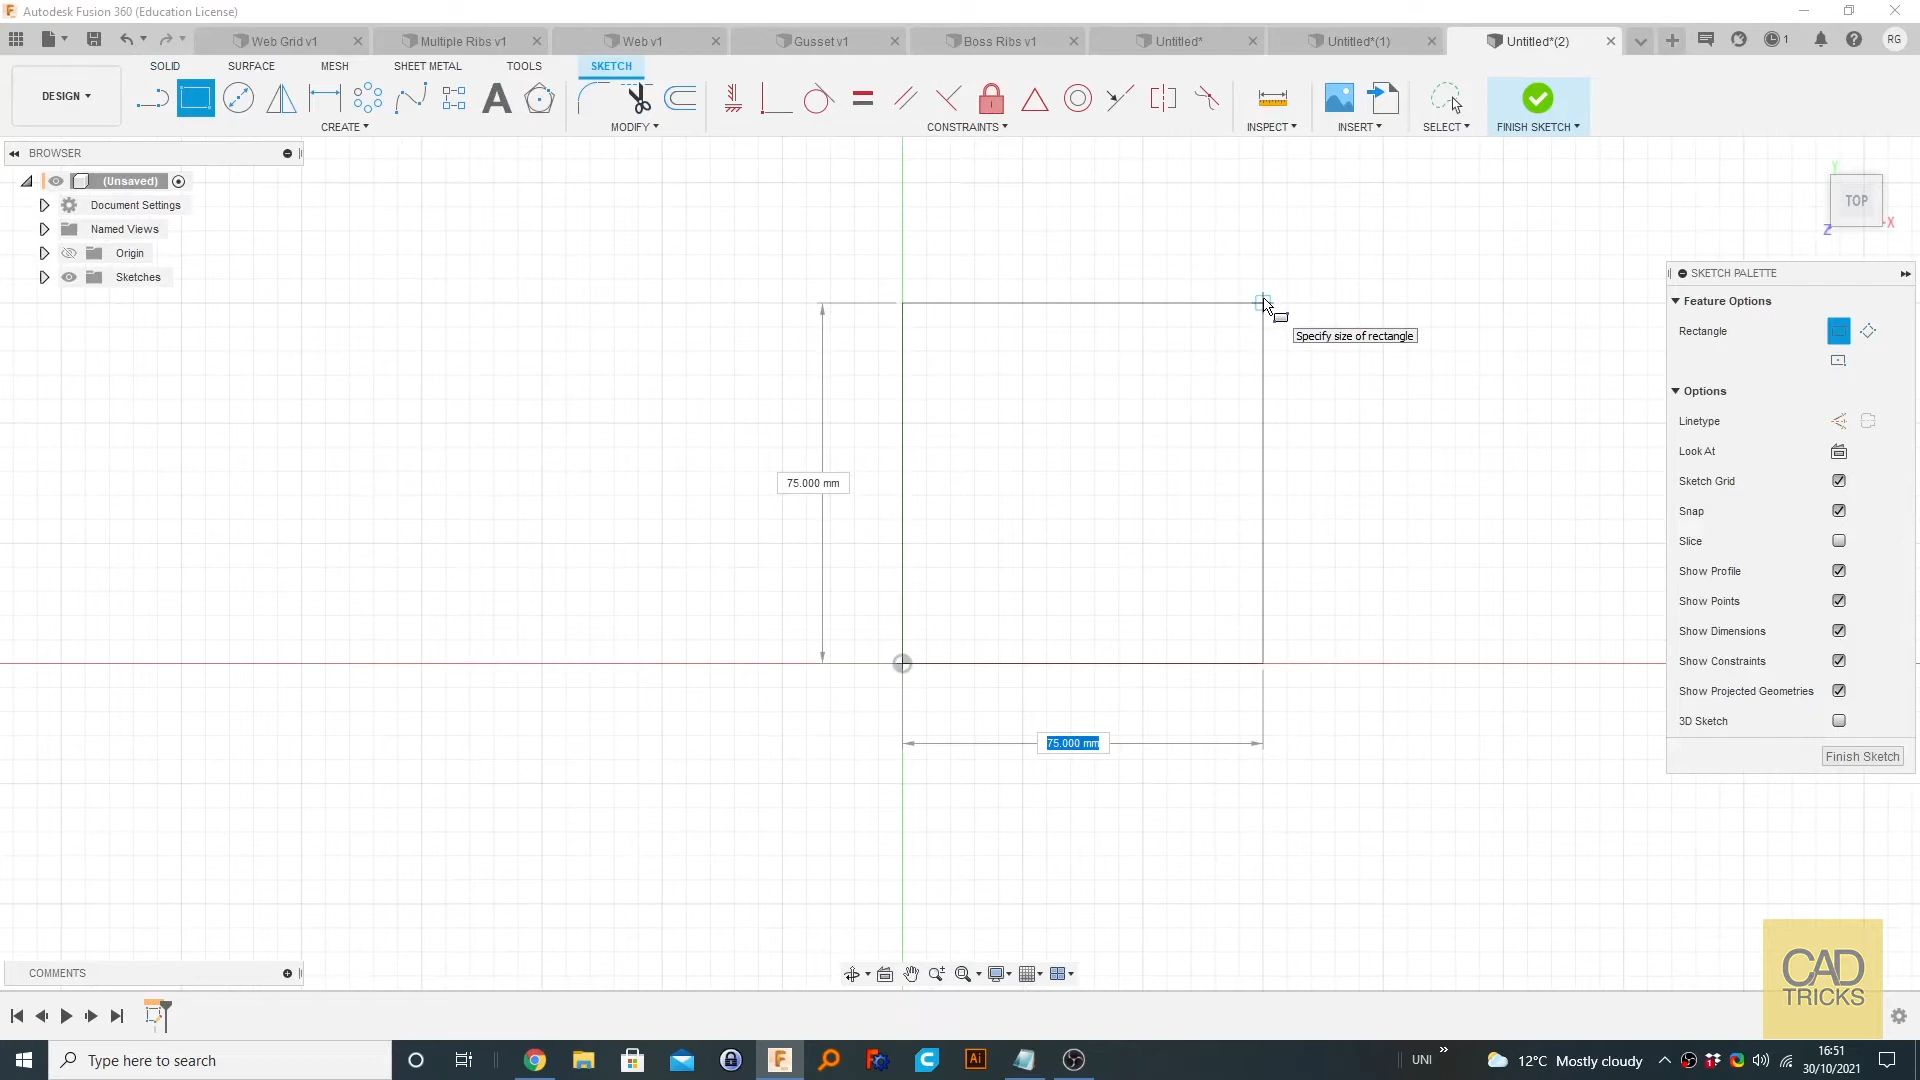 Autodesk Fusion 360 (Education License)
Web Grid v1
Multiple Ribs v1
Web v1
Gusset v1
Boss Ribs v1
Untitled*
Untitled*(1)
Untitled*(2)
1
RG
DESIGN
SOLID
SURFACE
MESH
SHEET METAL
TOOLS
SKETCH
CREATE
MODIFY
CONSTRAINTS
INSPECT
INSERT
SELECT
FINISH SKETCH
BROWSER
(Unsaved)
Document Settings
Named Views
Origin
Sketches
Y
TOP
X
Z
SKETCH PALETTE
Feature Options
Rectangle
Options
Linetype
Look At
Sketch Grid
Snap
Slice
Show Profile
Show Points
Show Dimensions
Show Constraints
Show Projected Geometries
3D Sketch
Finish Sketch
Specify size of rectangle
75.000 mm
75.000 mm
COMMENTS
CAD
TRICKS
Type here to search
Ai
UNI
12°C Mostly cloudy
16:51
30/10/2021